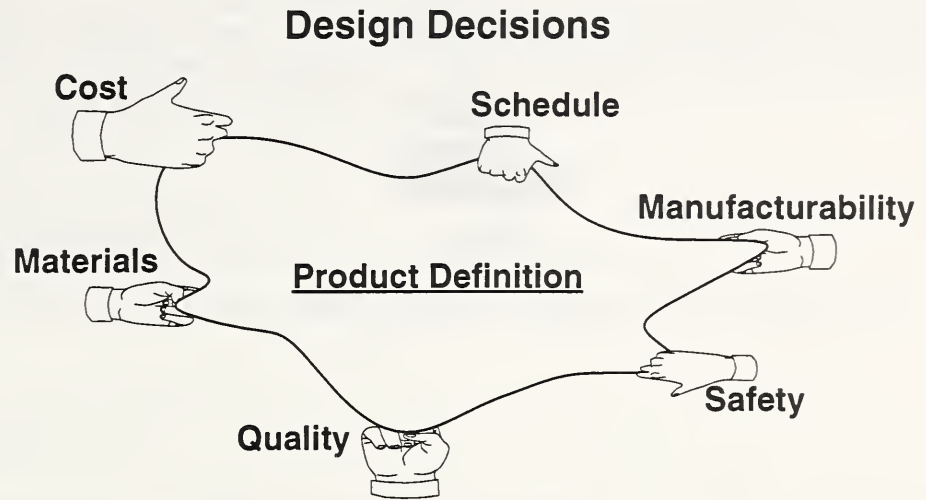 Design Decisions
Cost
Schedule
Manufacturability
Materials
Product Definition
Safety
Quality